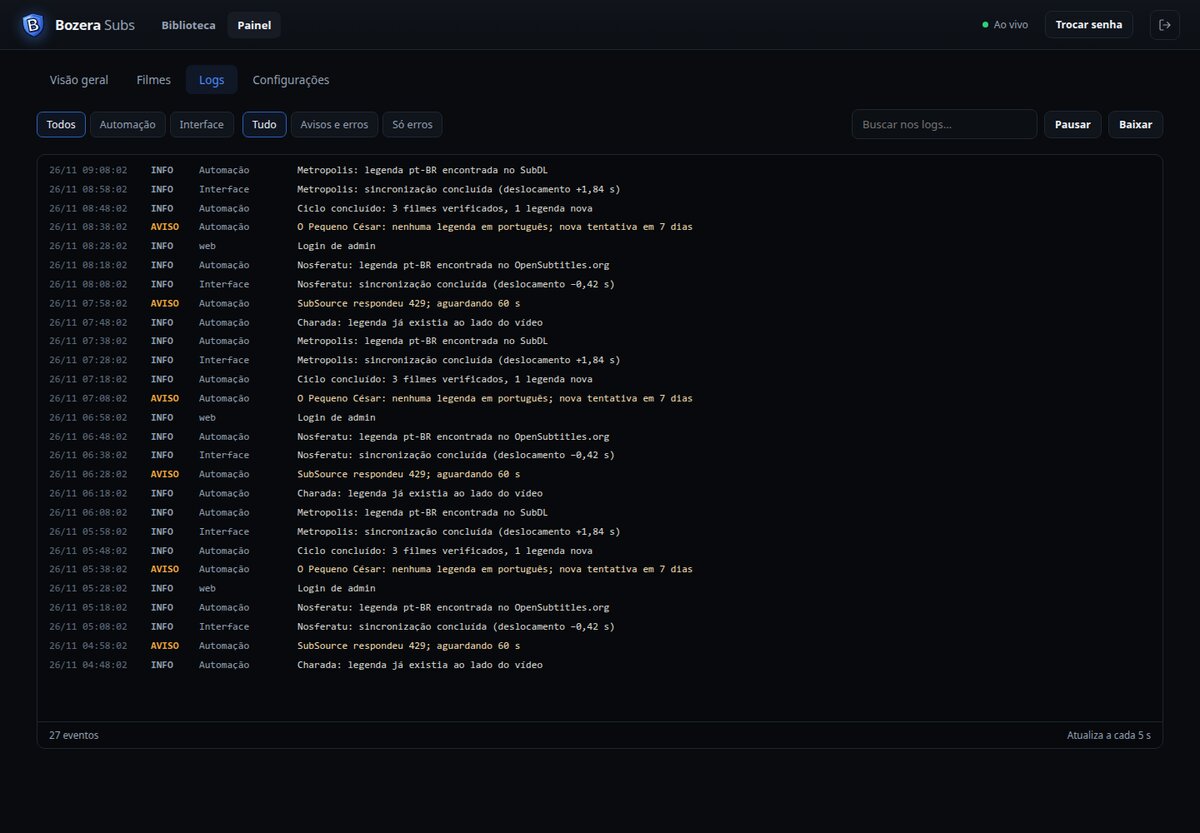 B Bozera Subs Biblioteca Painel Ao vivo Trocar senha
Visão geral Filmes Logs Configurações
Todos Automação Interface Tudo Avisos e erros Só erros Buscar nos logs... Pausar Baixar
26/11 09:08:02 INFO Automação Metropolis: legenda pt-BR encontrada no SubDL
26/11 08:58:02 INFO Interface Metropolis: sincronização concluída (deslocamento +1,84 s)
26/11 08:48:02 INFO Automação Ciclo concluído: 3 filmes verificados, 1 legenda nova
26/11 08:38:02 AVISO Automação O Pequeno César: nenhuma legenda em português; nova tentativa em 7 dias
26/11 08:28:02 INFO web Login de admin
26/11 08:18:02 INFO Automação Nosferatu: legenda pt-BR encontrada no OpenSubtitles.org
26/11 08:08:02 INFO Interface Nosferatu: sincronização concluída (deslocamento −0,42 s)
26/11 07:58:02 AVISO Automação SubSource respondeu 429; aguardando 60 s
26/11 07:48:02 INFO Automação Charada: legenda já existia ao lado do vídeo
26/11 07:38:02 INFO Automação Metropolis: legenda pt-BR encontrada no SubDL
26/11 07:28:02 INFO Interface Metropolis: sincronização concluída (deslocamento +1,84 s)
26/11 07:18:02 INFO Automação Ciclo concluído: 3 filmes verificados, 1 legenda nova
26/11 07:08:02 AVISO Automação O Pequeno César: nenhuma legenda em português; nova tentativa em 7 dias
26/11 06:58:02 INFO web Login de admin
26/11 06:48:02 INFO Automação Nosferatu: legenda pt-BR encontrada no OpenSubtitles.org
26/11 06:38:02 INFO Interface Nosferatu: sincronização concluída (deslocamento −0,42 s)
26/11 06:28:02 AVISO Automação SubSource respondeu 429; aguardando 60 s
26/11 06:18:02 INFO Automação Charada: legenda já existia ao lado do vídeo
26/11 06:08:02 INFO Automação Metropolis: legenda pt-BR encontrada no SubDL
26/11 05:58:02 INFO Interface Metropolis: sincronização concluída (deslocamento +1,84 s)
26/11 05:48:02 INFO Automação Ciclo concluído: 3 filmes verificados, 1 legenda nova
26/11 05:38:02 AVISO Automação O Pequeno César: nenhuma legenda em português; nova tentativa em 7 dias
26/11 05:28:02 INFO web Login de admin
26/11 05:18:02 INFO Automação Nosferatu: legenda pt-BR encontrada no OpenSubtitles.org
26/11 05:08:02 INFO Interface Nosferatu: sincronização concluída (deslocamento −0,42 s)
26/11 04:58:02 AVISO Automação SubSource respondeu 429; aguardando 60 s
26/11 04:48:02 INFO Automação Charada: legenda já existia ao lado do vídeo
27 eventos Atualiza a cada 5 s